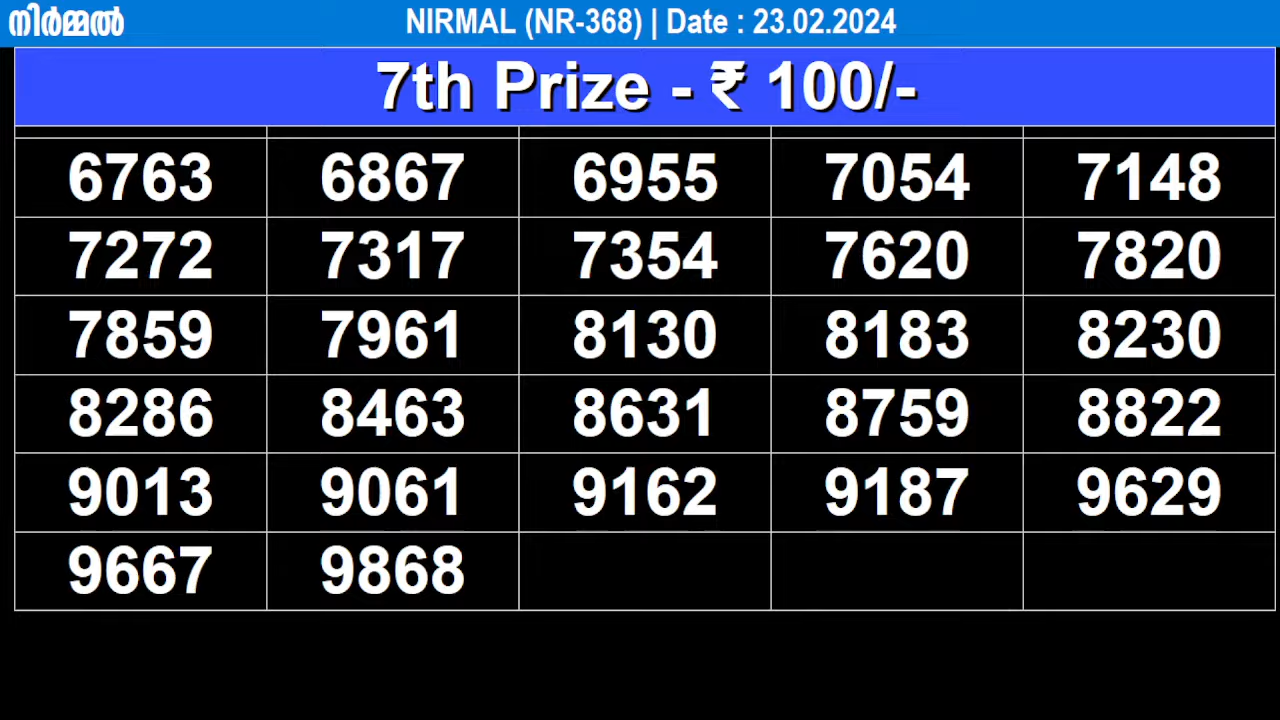 നിർമ്മൽ NIRMAL (NR-368) | Date : 23.02.2024
7th Prize - ₹ 100/-
6763 6867 6955 7054 7148
7272 7317 7354 7620 7820
7859 7961 8130 8183 8230
8286 8463 8631 8759 8822
9013 9061 9162 9187 9629
9667 9868